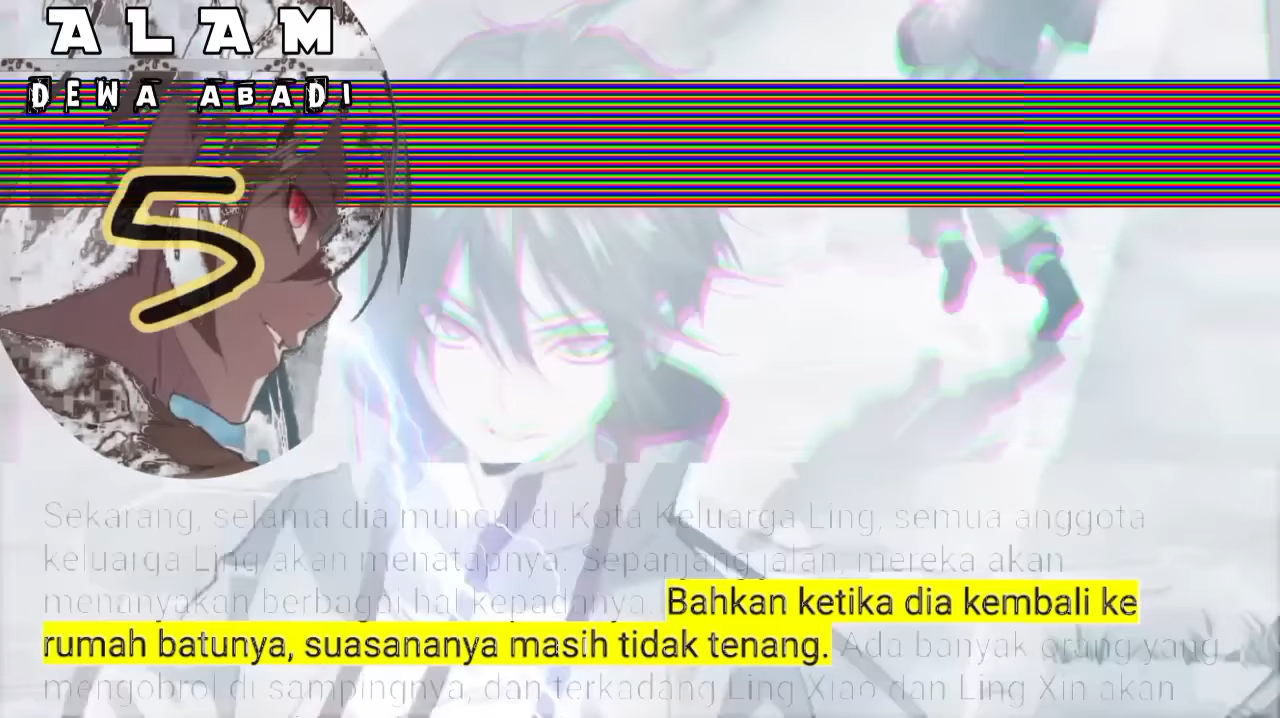 ALAM
DEWA ABADI
5
Sekarang, selama dia muncul di Kota Keluarga Ling, semua anggota
keluarga Ling akan menatapnya. Sepanjang jalan, mereka akan
menanyakan berbagai hal kepadanya. Bahkan ketika dia kembali ke
rumah batunya, suasananya masih tidak tenang. Ada banyak orang yang
mengobrol di sampingnya, dan terkadang Ling Xiao dan Ling Xin akan